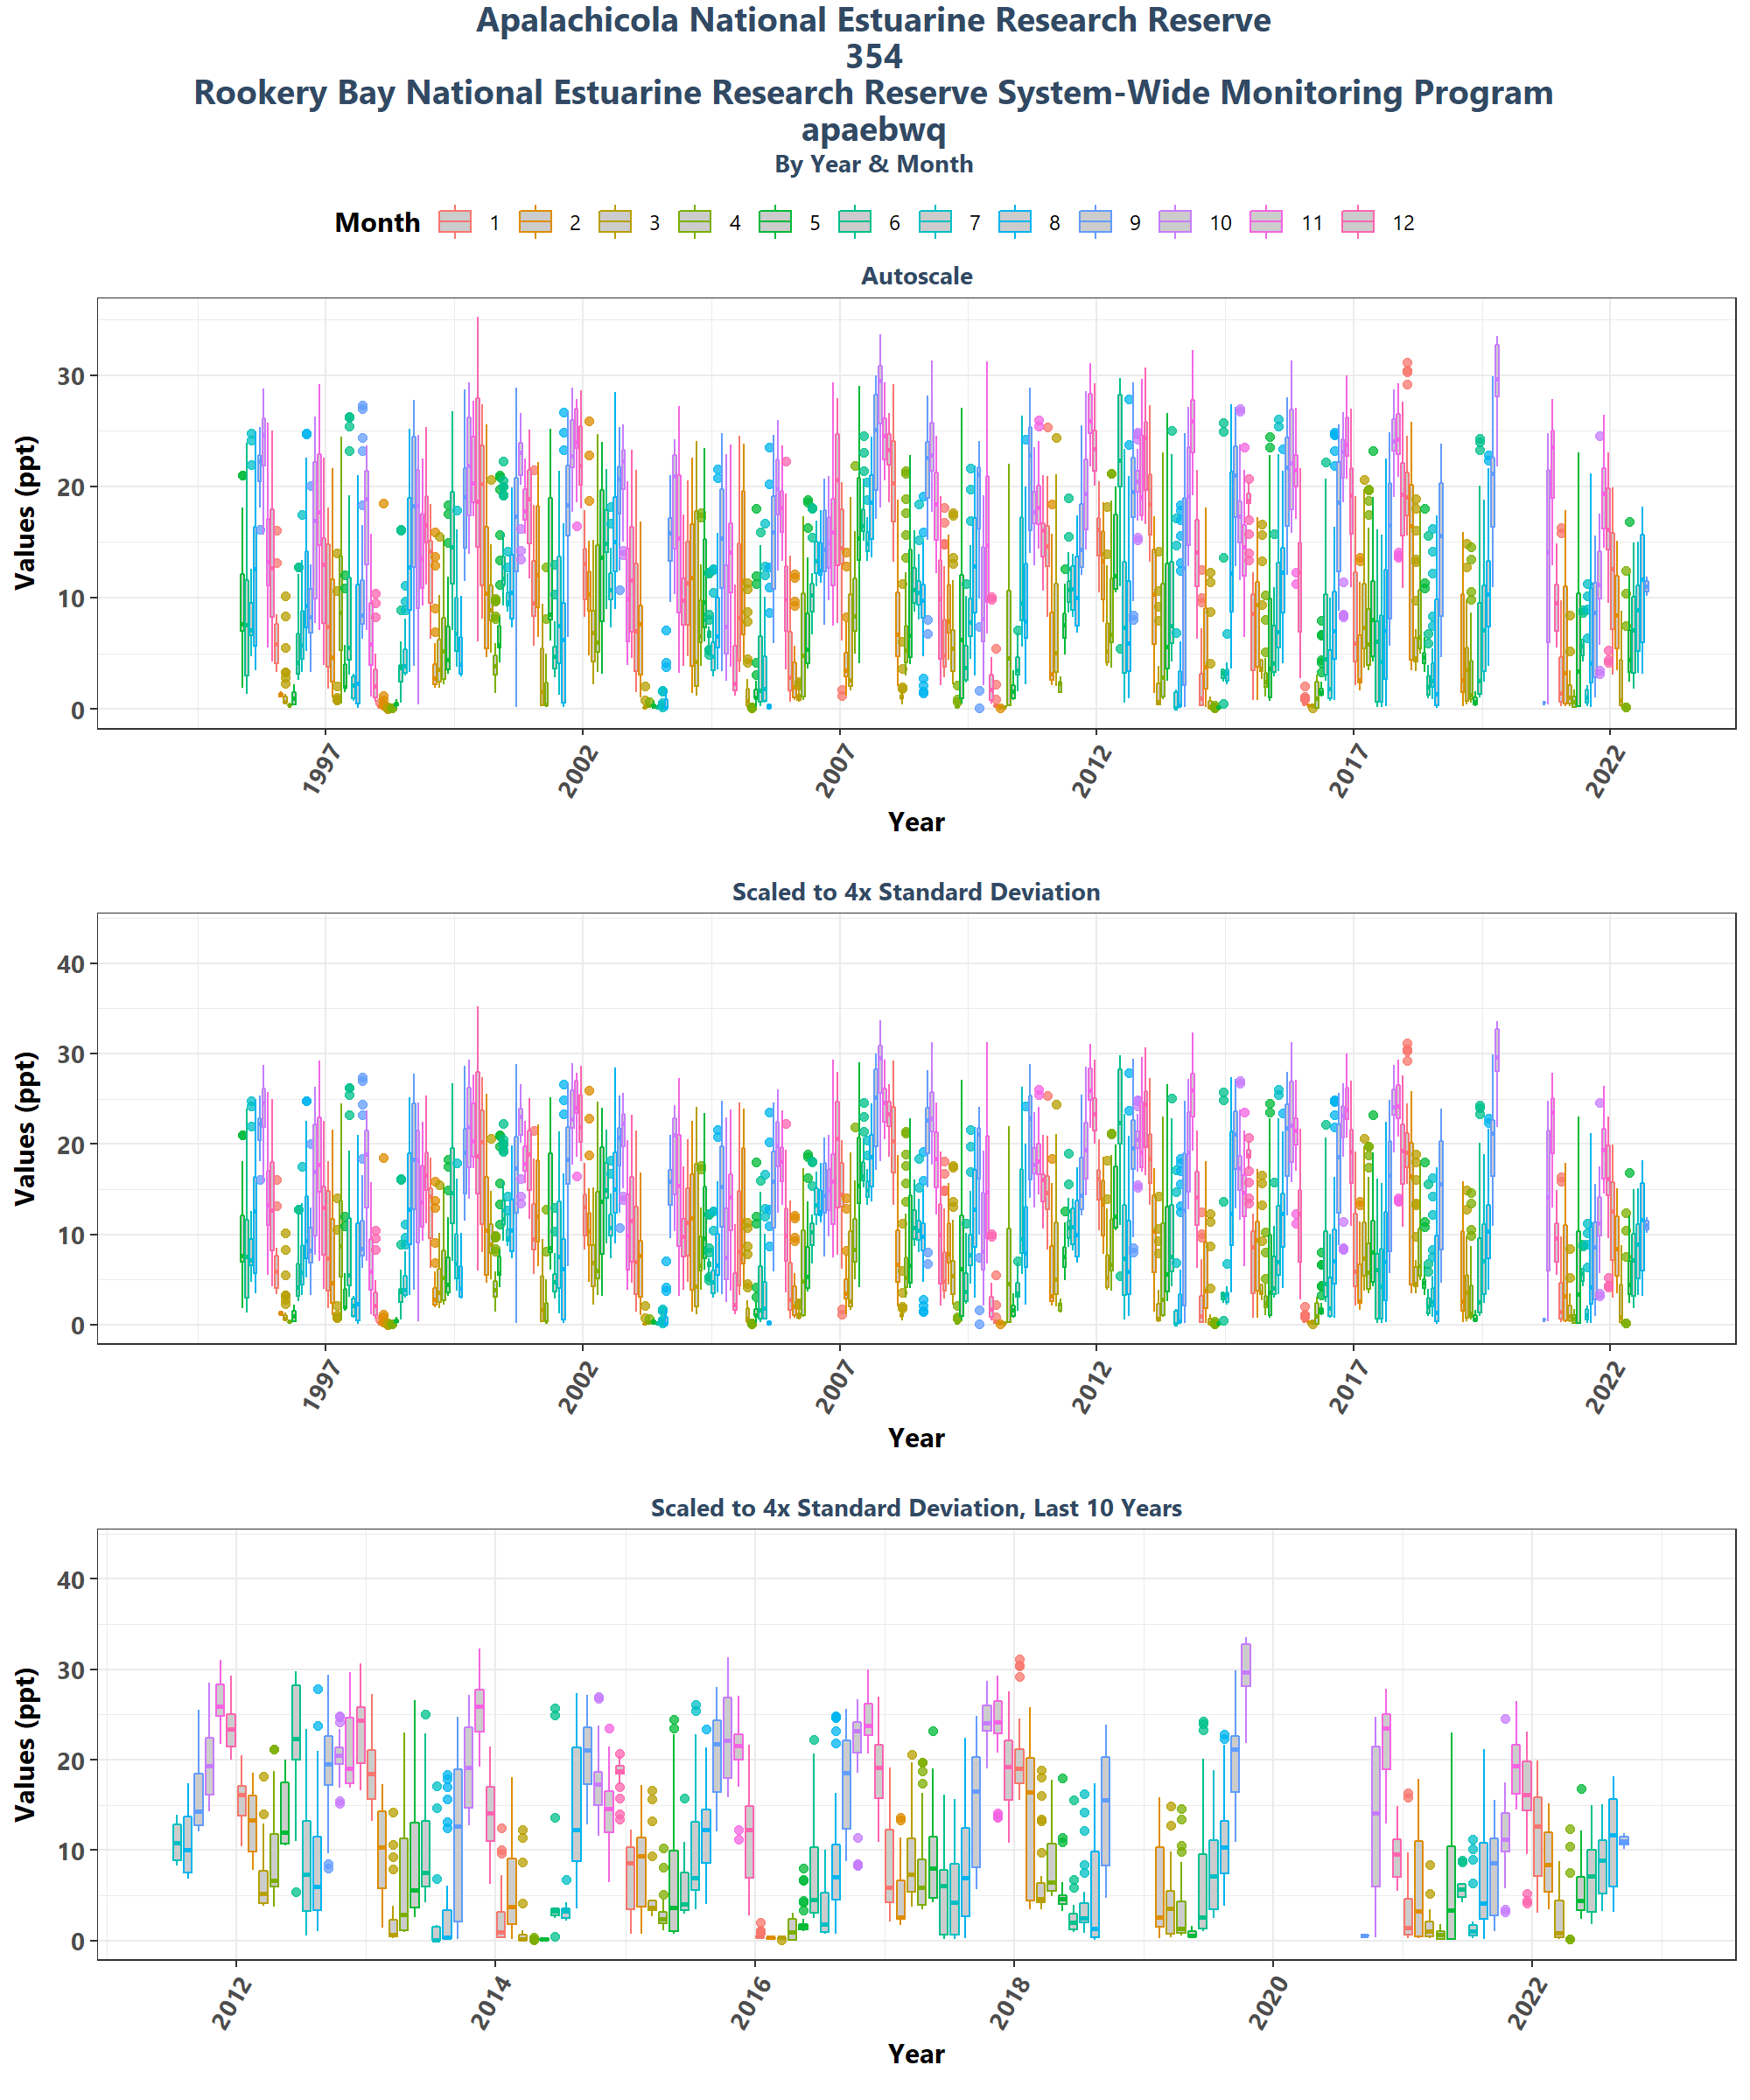 Apalachicola National Estuarine Research Reserve
354
Rookery Bay National Estuarine Research Reserve System-Wide Monitoring Program
apaebwq
By Year & Month
Month 1 2 3 4 5 6 7 8 9 10 11 12
Autoscale
Values (ppt)
30
20
10
0
1997 2002 2007 2012 2017 2022
Year
Scaled to 4x Standard Deviation
Values (ppt)
40
30
20
10
0
1997 2002 2007 2012 2017 2022
Year
Scaled to 4x Standard Deviation, Last 10 Years
Values (ppt)
40
30
20
10
0
2012 2014 2016 2018 2020 2022
Year